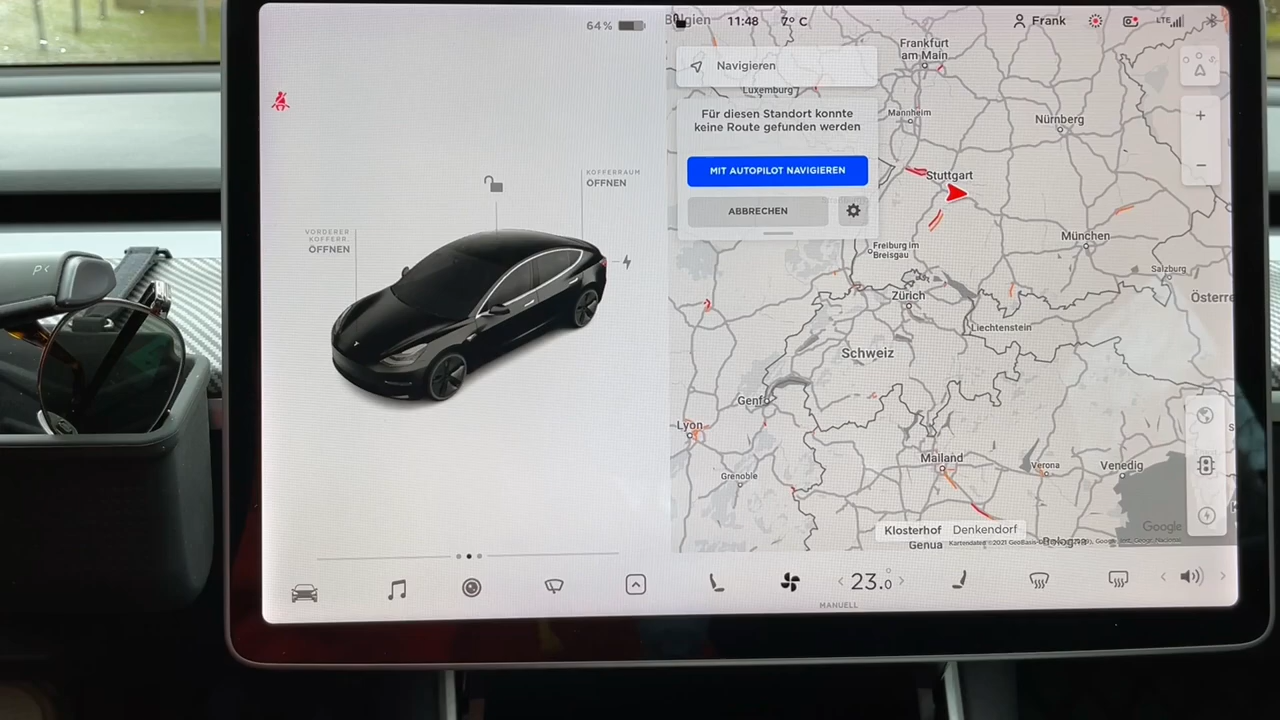 64 %
Belgien
11:48
7° C
Frank
LTE
Navigieren
Für diesen Standort konnte
keine Route gefunden werden
MIT AUTOPILOT NAVIGIEREN
ABBRECHEN
KOFFERRAUM
ÖFFNEN
VORDERER
KOFFERR.
ÖFFNEN
P<
Frankfurt
am Main
Luxemburg
Mannheim
Nürnberg
Stuttgart
München
Freiburg im
Breisgau
Salzburg
Zürich
Österre
Liechtenstein
Schweiz
Genf
Lyon
Grenoble
Mailand
Verona
Venedig
Google
Klosterhof Denkendorf
Genua
Bologna
< 23.0 >
MANUELL